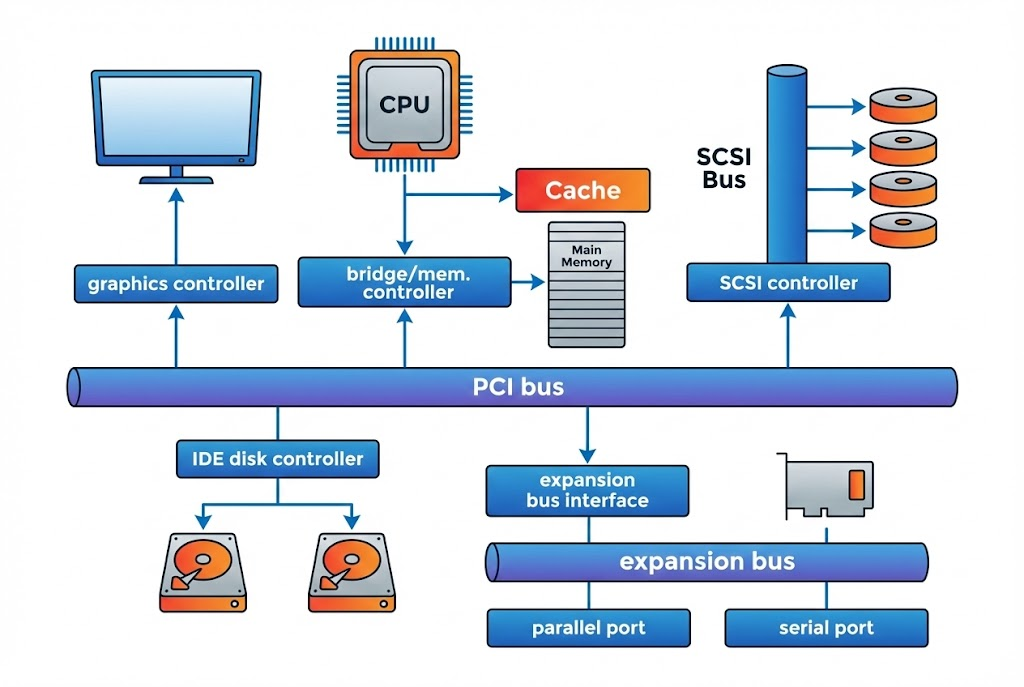 CPU
Cache
SCSI
Bus
Main
Memory
graphics controller
bridge/mem.
controller
SCSI controller
PCI bus
IDE disk controller
expansion
bus interface
expansion bus
parallel port
serial port